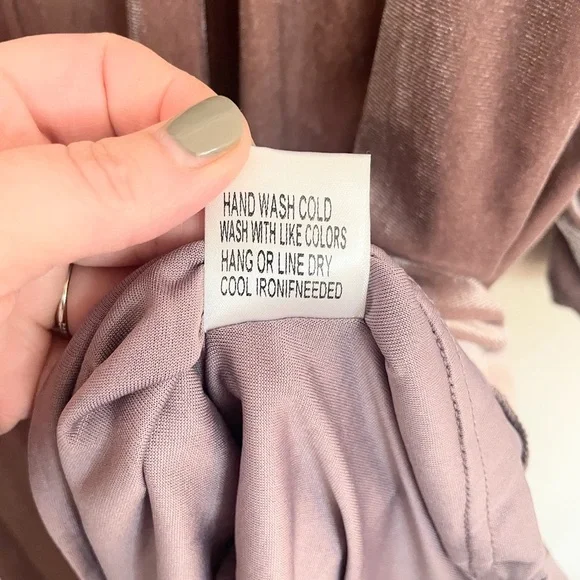 HAND WASH COLD
WASH WITH LIKE COLORS
HANG OR LINE DRY
COOL IRONIFNEEDED